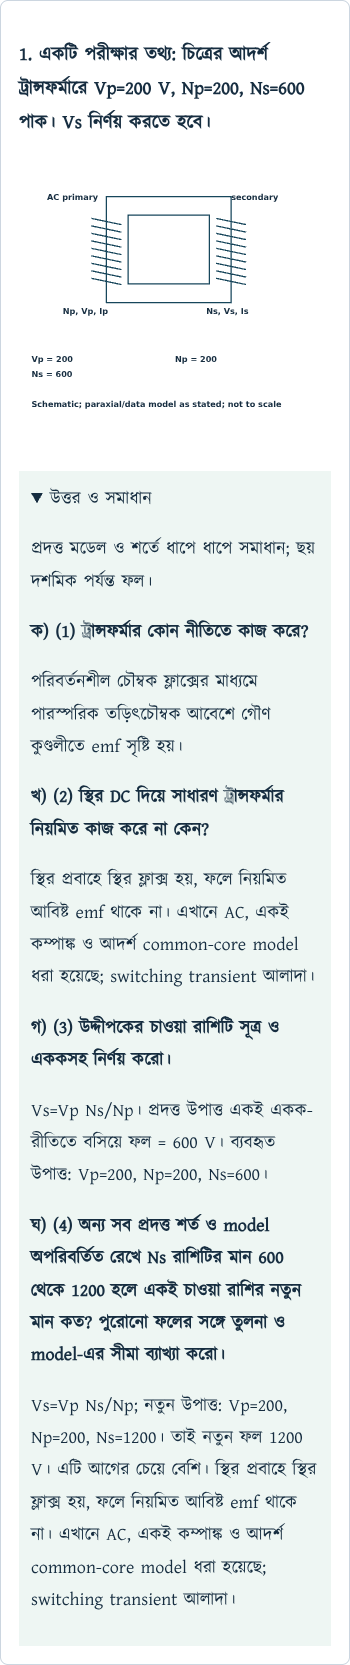 1. একটি পরীক্ষার তথ্য: চিত্রের আদর্শ
ট্রান্সফর্মারে Vp=200 V, Np=200, Ns=600
পাক। Vs নির্ণয় করতে হবে।
AC primary
secondary
Np, Vp, Ip
Ns, Vs, Is
Vp = 200
Np = 200
Ns = 600
Schematic; paraxial/data model as stated; not to scale
▼ উত্তর ও সমাধান
প্রদত্ত মডেল ও শর্তে ধাপে ধাপে সমাধান; ছয়
দশমিক পর্যন্ত ফল।
ক) (1) ট্রান্সফর্মার কোন নীতিতে কাজ করে?
পরিবর্তনশীল চৌম্বক ফ্লাক্সের মাধ্যমে
পারস্পরিক তড়িৎচৌম্বক আবেশে গৌণ
কুণ্ডলীতে emf সৃষ্টি হয়।
খ) (2) স্থির DC দিয়ে সাধারণ ট্রান্সফর্মার
নিয়মিত কাজ করে না কেন?
স্থির প্রবাহে স্থির ফ্লাক্স হয়, ফলে নিয়মিত
আবিষ্ট emf থাকে না। এখানে AC, একই
কম্পাঙ্ক ও আদর্শ common-core model
ধরা হয়েছে; switching transient আলাদা।
গ) (3) উদ্দীপকের চাওয়া রাশিটি সূত্র ও
এককসহ নির্ণয় করো।
Vs=Vp Ns/Np। প্রদত্ত উপাত্ত একই একক-
রীতিতে বসিয়ে ফল = 600 V। ব্যবহৃত
উপাত্ত: Vp=200, Np=200, Ns=600।
ঘ) (4) অন্য সব প্রদত্ত শর্ত ও model
অপরিবর্তিত রেখে Ns রাশিটির মান 600
থেকে 1200 হলে একই চাওয়া রাশির নতুন
মান কত? পুরোনো ফলের সঙ্গে তুলনা ও
model-এর সীমা ব্যাখ্যা করো।
Vs=Vp Ns/Np; নতুন উপাত্ত: Vp=200,
Np=200, Ns=1200। তাই নতুন ফল 1200
V। এটি আগের চেয়ে বেশি। স্থির প্রবাহে স্থির
ফ্লাক্স হয়, ফলে নিয়মিত আবিষ্ট emf থাকে
না। এখানে AC, একই কম্পাঙ্ক ও আদর্শ
common-core model ধরা হয়েছে;
switching transient আলাদা।